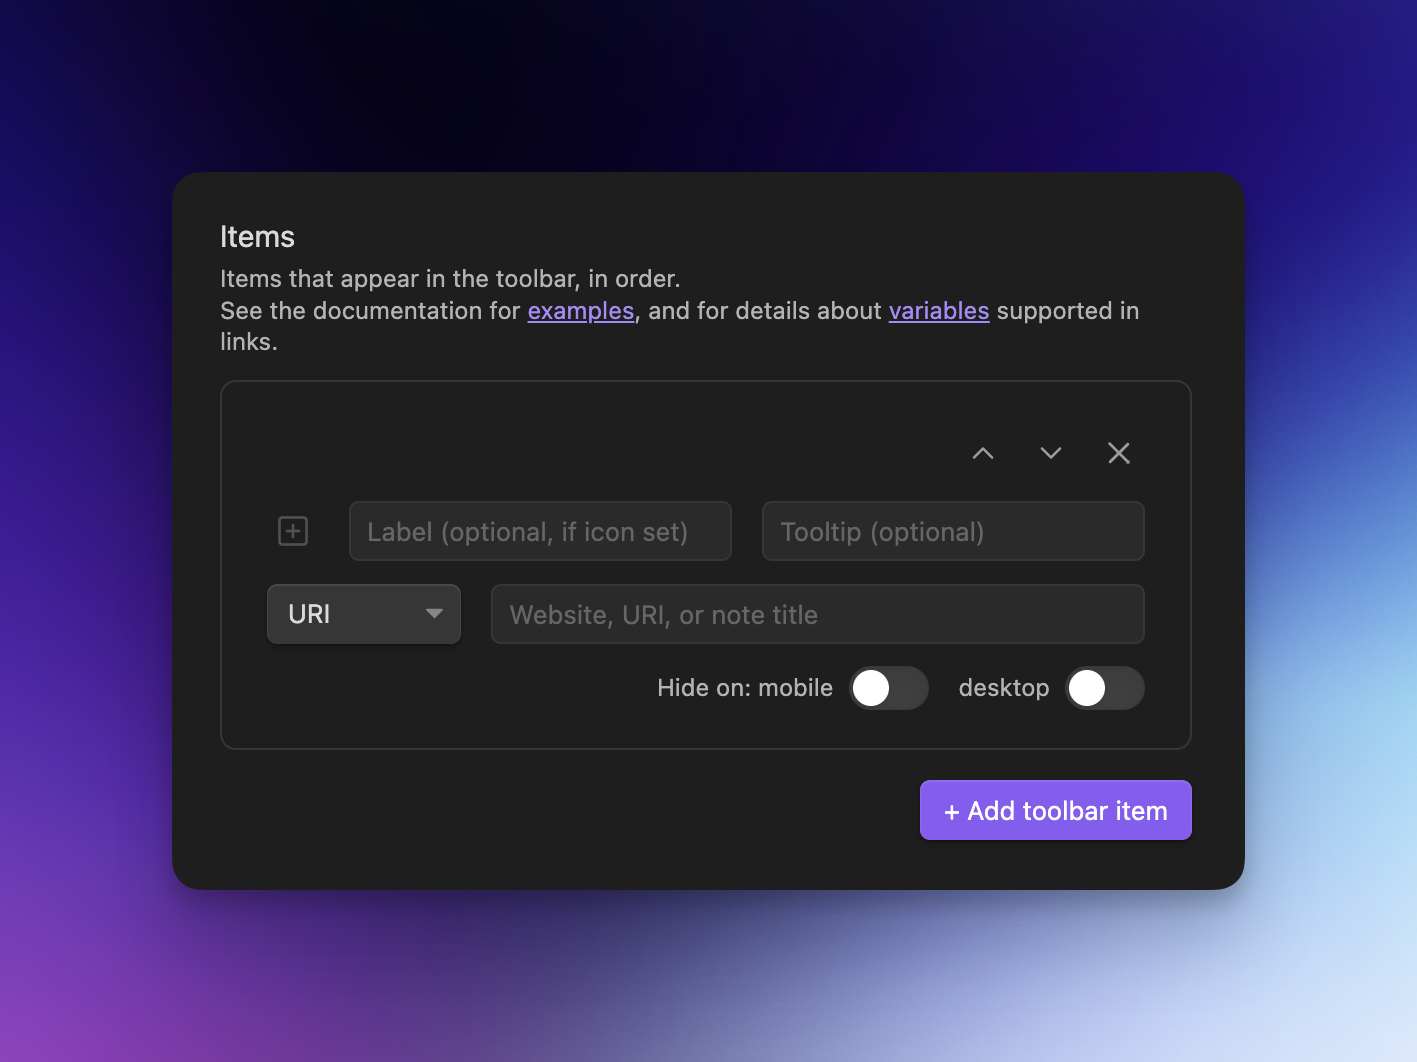 Items
Items that appear in the toolbar, in order.
See the documentation for examples, and for details about variables supported in
links.
Label (optional, if icon set)
Tooltip (optional)
URI
Website, URI, or note title
Hide on: mobile
desktop
+ Add toolbar item